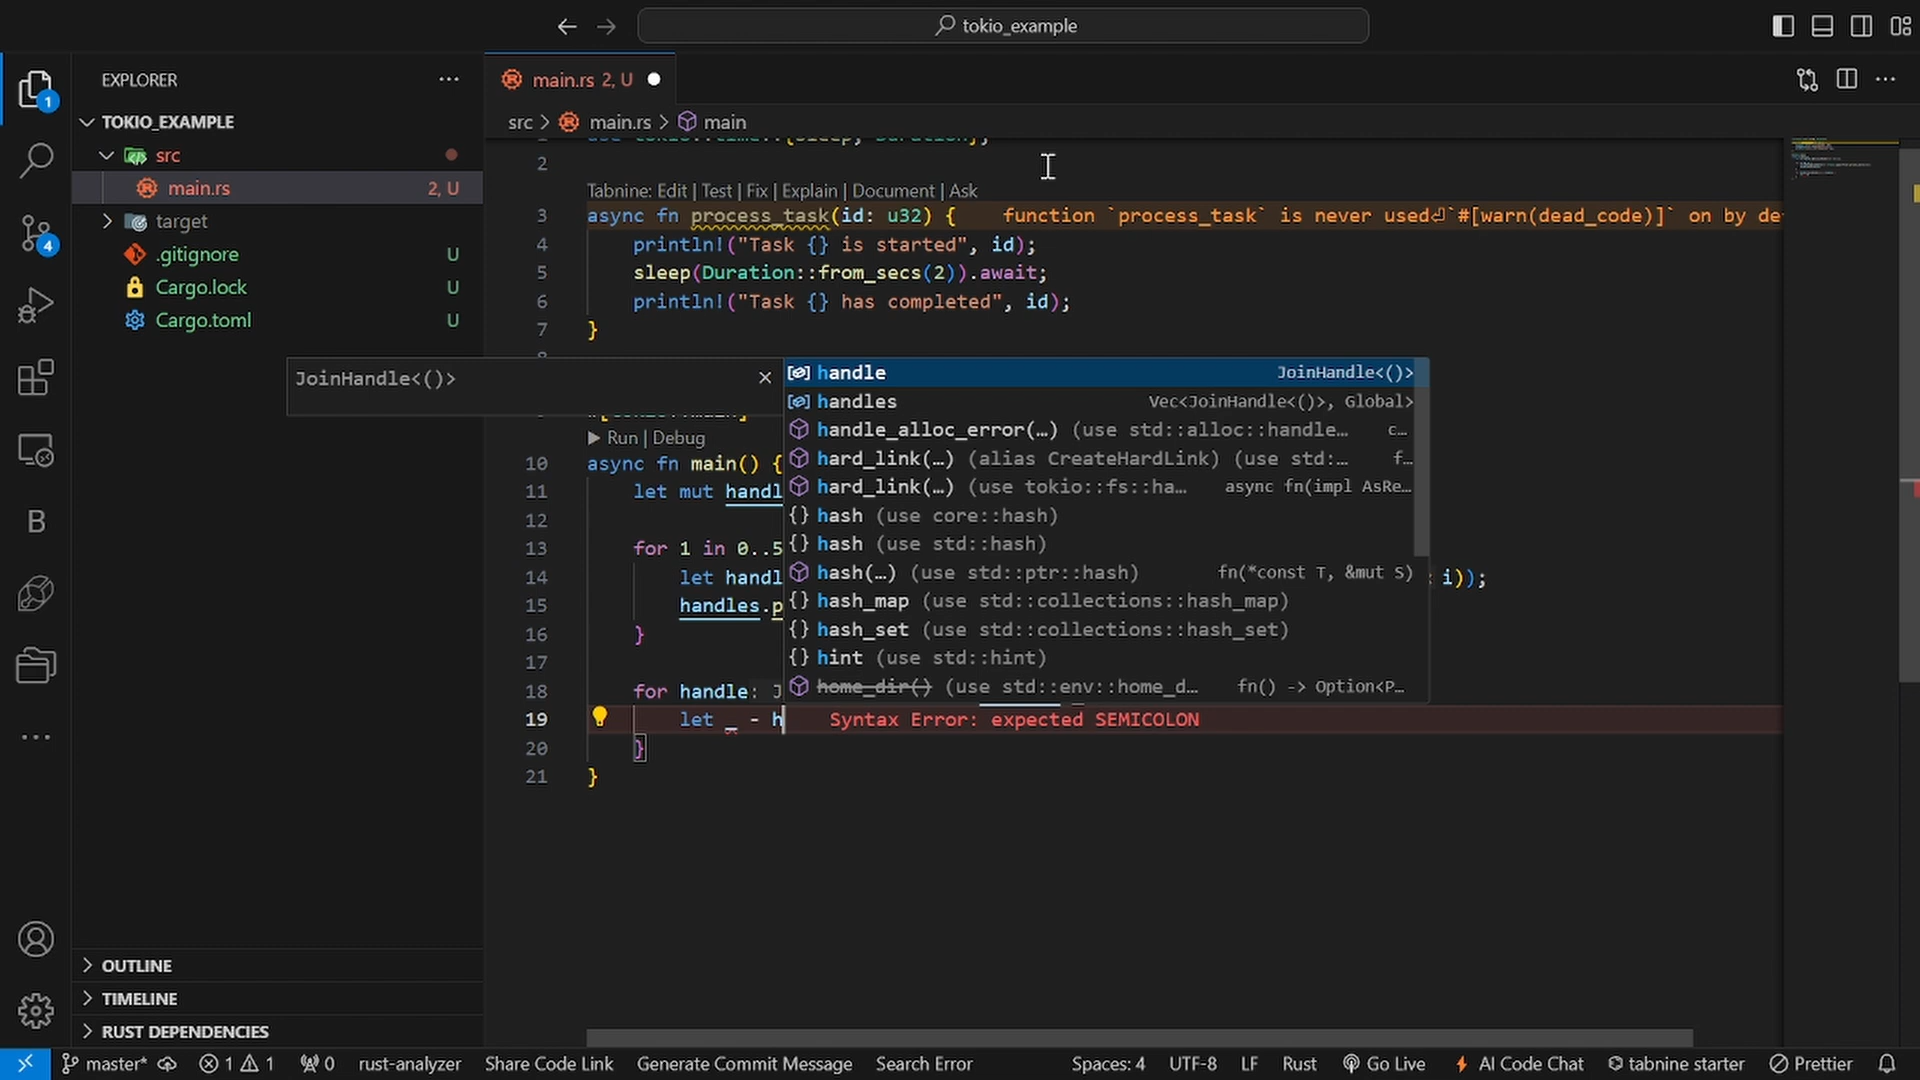 tokio_example
EXPLORER
TOKIO_EXAMPLE
src
main.rs 2, U
target
.gitignore U
Cargo.lock U
Cargo.toml U
1
4
B
OUTLINE
TIMELINE
RUST DEPENDENCIES
main.rs 2, U
src > main.rs > main
2
Tabnine: Edit | Test | Fix | Explain | Document | Ask
3 async fn process_task(id: u32) { function `process_task` is never used⏎`#[warn(dead_code)]` on by de
4 println!("Task {} is started", id);
5 sleep(Duration::from_secs(2)).await;
6 println!("Task {} has completed", id);
7 }
JoinHandle<()>
Run | Debug
10 async fn main() {
11 let mut handl
12
13 for 1 in 0..5
14 let handl i));
15 handles.p
16 }
17
18 for handle: J
19 let _ - h Syntax Error: expected SEMICOLON
20 }
21 }
handle JoinHandle<()>
handles Vec<JoinHandle<()>, Global>
handle_alloc_error(…) (use std::alloc::handle… c…
hard_link(…) (alias CreateHardLink) (use std:… f…
hard_link(…) (use tokio::fs::ha… async fn(impl AsRe…
hash (use core::hash)
hash (use std::hash)
hash(…) (use std::ptr::hash) fn(*const T, &mut S)
hash_map (use std::collections::hash_map)
hash_set (use std::collections::hash_set)
hint (use std::hint)
home_dir() (use std::env::home_d… fn() -> Option<P…
master* 1 1 0 rust-analyzer Share Code Link Generate Commit Message Search Error Spaces: 4 UTF-8 LF Rust Go Live AI Code Chat tabnine starter Prettier